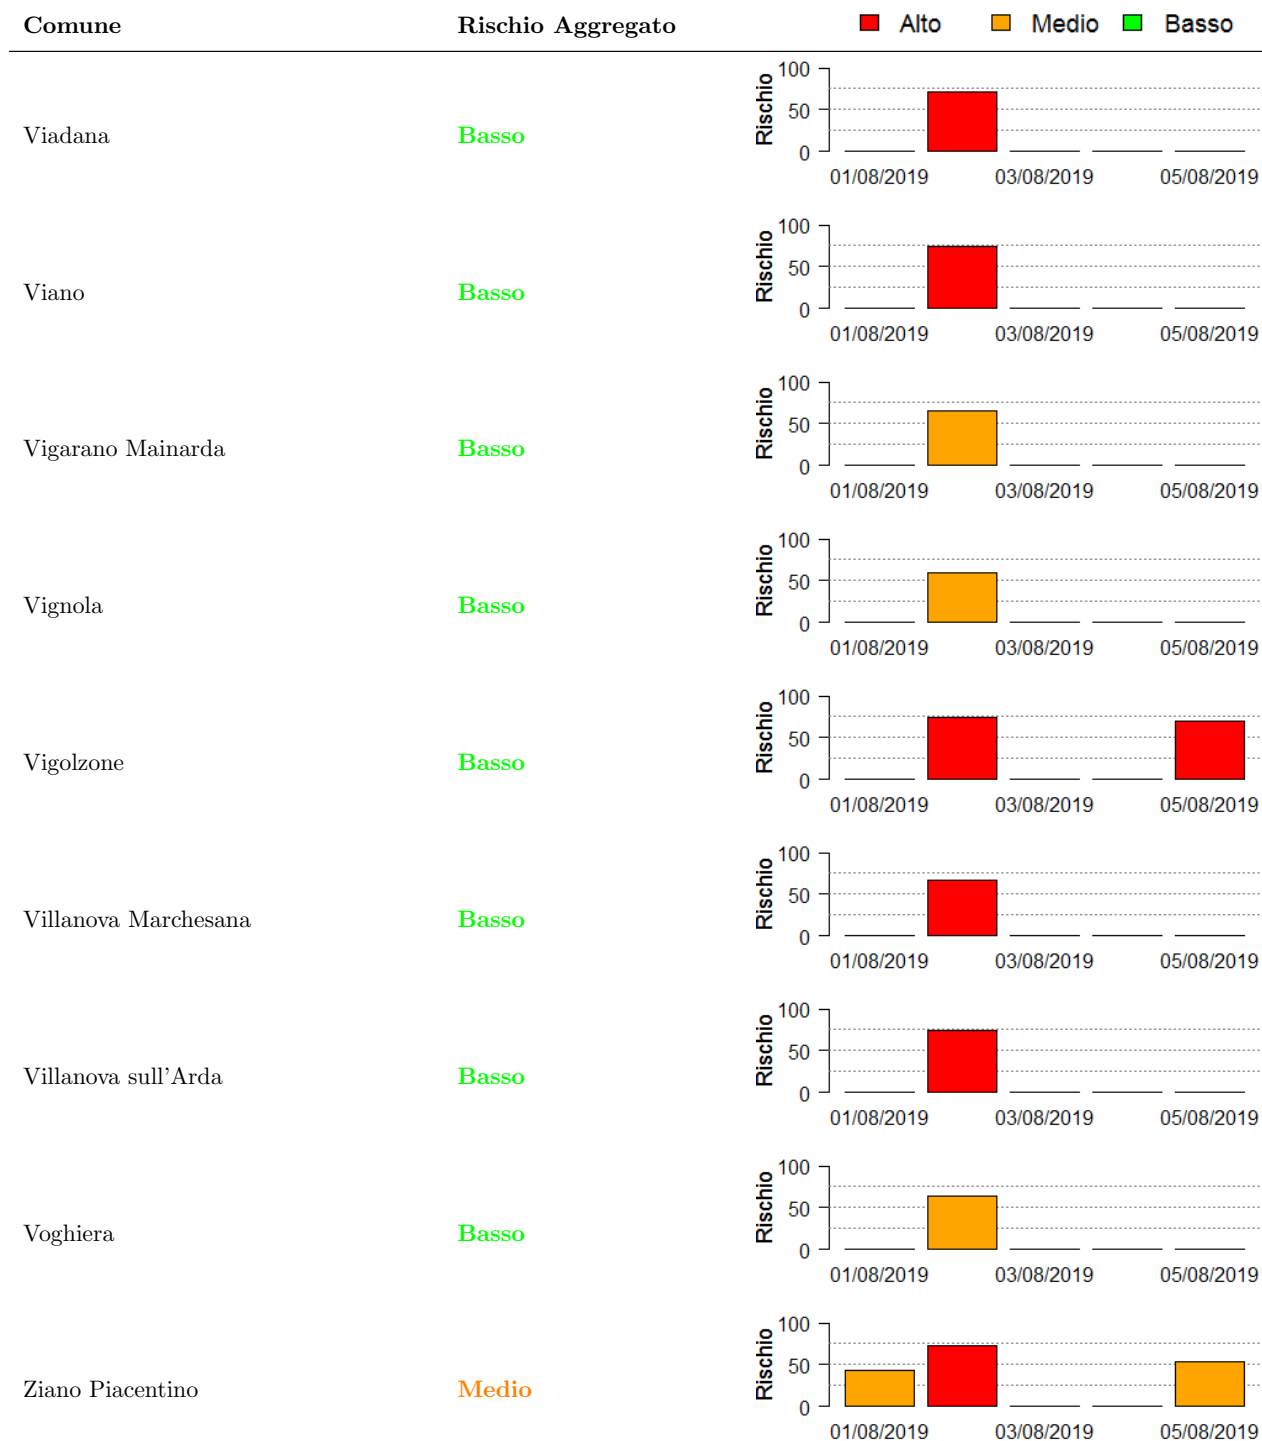 Comune Rischio Aggregato Alto Medio Basso
Viadana Basso Rischio 100 50 0
01/08/2019 03/08/2019 05/08/2019
Viano Basso Rischio 100 50 0
01/08/2019 03/08/2019 05/08/2019
Vigarano Mainarda Basso Rischio 100 50 0
01/08/2019 03/08/2019 05/08/2019
Vignola Basso Rischio 100 50 0
01/08/2019 03/08/2019 05/08/2019
Vigolzone Basso Rischio 100 50 0
01/08/2019 03/08/2019 05/08/2019
Villanova Marchesana Basso Rischio 100 50 0
01/08/2019 03/08/2019 05/08/2019
Villanova sull'Arda Basso Rischio 100 50 0
01/08/2019 03/08/2019 05/08/2019
Voghiera Basso Rischio 100 50 0
01/08/2019 03/08/2019 05/08/2019
Ziano Piacentino Medio Rischio 100 50 0
01/08/2019 03/08/2019 05/08/2019